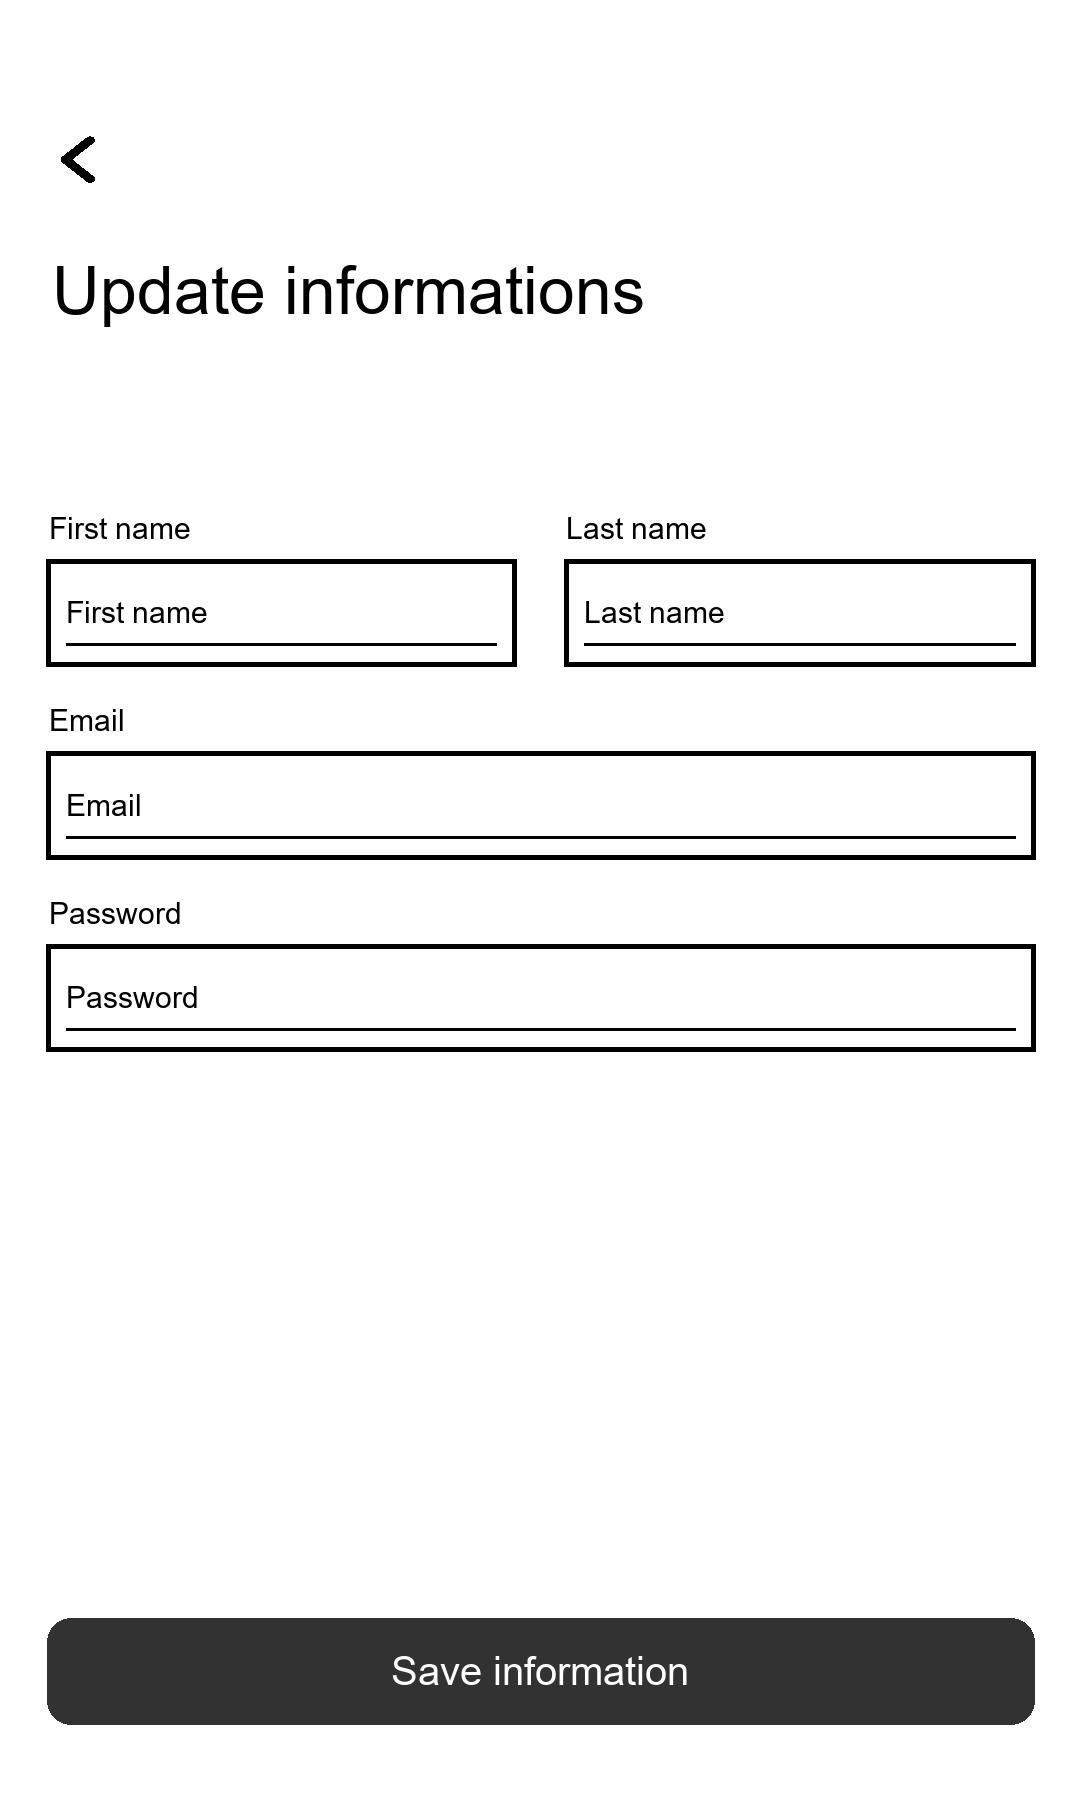 Update informations
First name
Last name
First name
Last name
Email
Email
Password
Password
Save information